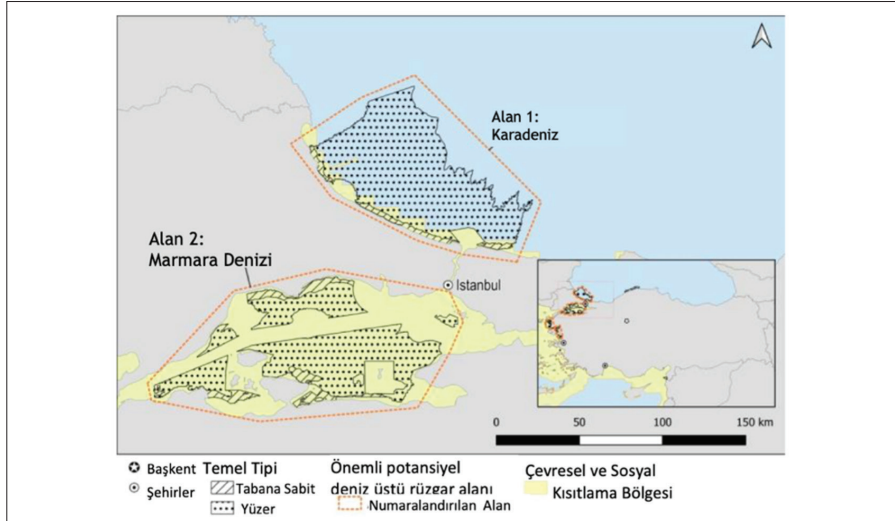 Alan 1:
Karadeniz
Alan 2:
Marmara Denizi
İstanbul
0 50 100 150 km
Başkent Temel Tipi Önemli potansiyel Çevresel ve Sosyal
Şehirler Tabana Sabit deniz üstü rüzgar alanı Kısıtlama Bölgesi
Yüzer Numaralandırılan Alan